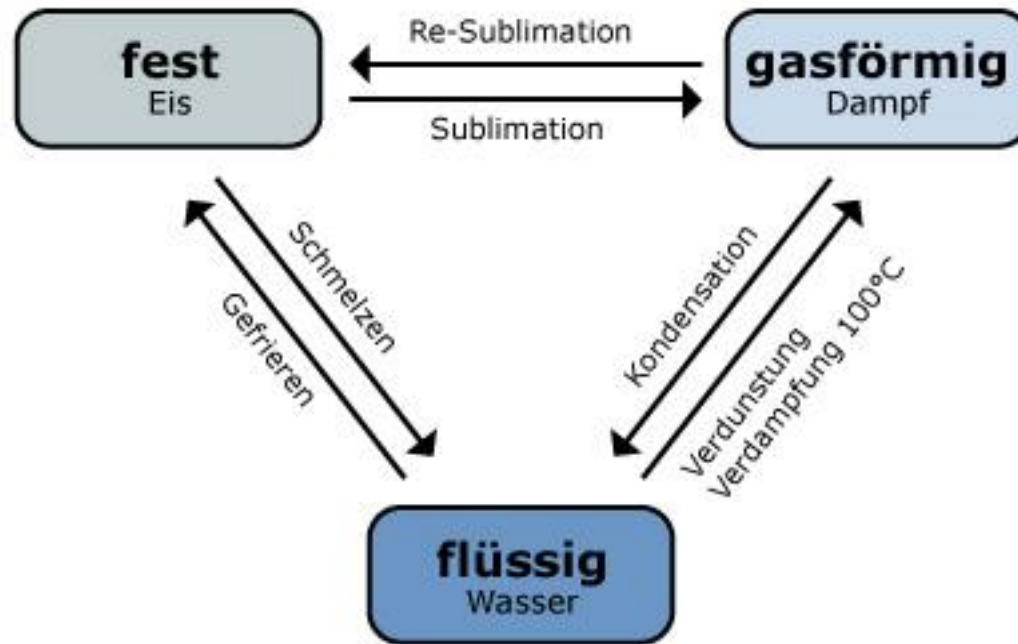 fest
Eis
Re-Sublimation
Sublimation
gasförmig
Dampf
Schmelzen
Gefrieren
Kondensation
Verdunstung
Verdampfung 100°C
flüssig
Wasser